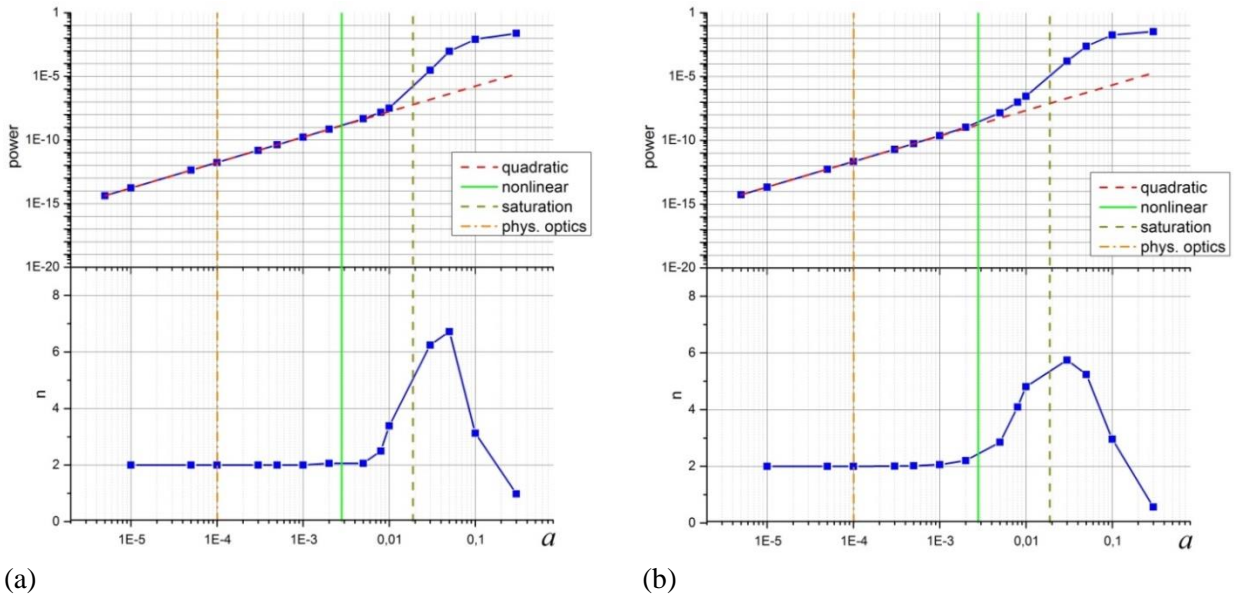 1
1E-5
1E-10
1E-15
1E-20
power
quadratic
nonlinear
saturation
phys. optics
8
6
4
2
0
n
1E-5 1E-4 1E-3 0,01 0,1 a
(a)
1
1E-5
1E-10
1E-15
1E-20
power
quadratic
nonlinear
saturation
phys. optics
8
6
4
2
0
n
1E-5 1E-4 1E-3 0,01 0,1 a
(b)